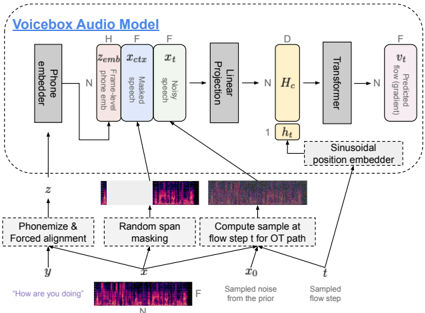 Voicebox Audio Model
H F F D F
Phone embedder
z_emb
Frame-level phone emb
x_ctx
Masked speech
x_t
Noisy speech
N
Linear Projection
N
H_c
Transformer
N
v_t
Predicted flow (gradient)
1
h_t
Sinusoidal
position embedder
z
Phonemize &
Forced alignment
Random span
masking
Compute sample at
flow step t for OT path
y
x
x_0
t
"How are you doing"
F
N
Sampled noise
from the prior
Sampled
flow step